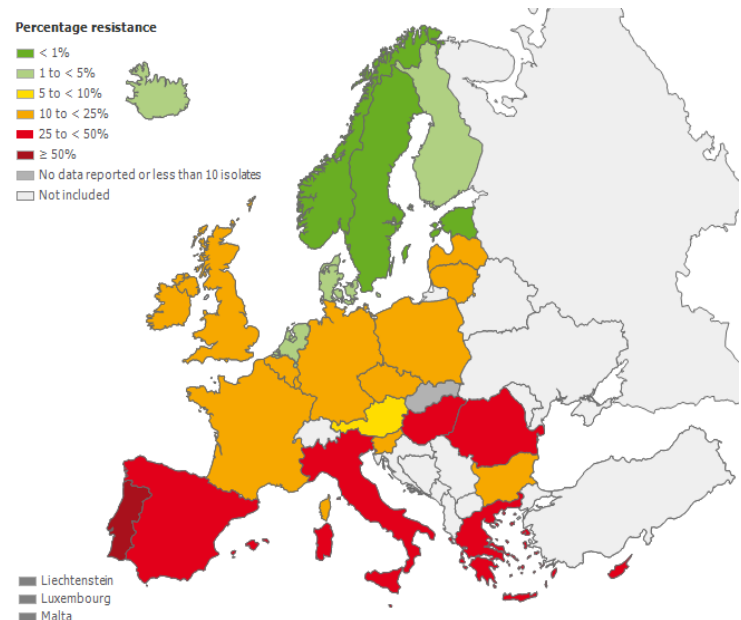 Percentage resistance
< 1%
1 to < 5%
5 to < 10%
10 to < 25%
25 to < 50%
≥ 50%
No data reported or less than 10 isolates
Not included
Liechtenstein
Luxembourg
Malta